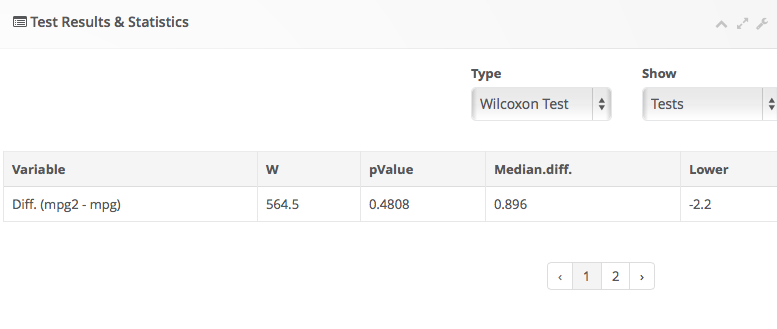 Test Results & Statistics
Type Show
Wilcoxon Test Tests
Variable W pValue Median.diff. Lower
Diff. (mpg2 - mpg) 564.5 0.4808 0.896 -2.2
‹ 1 2 ›